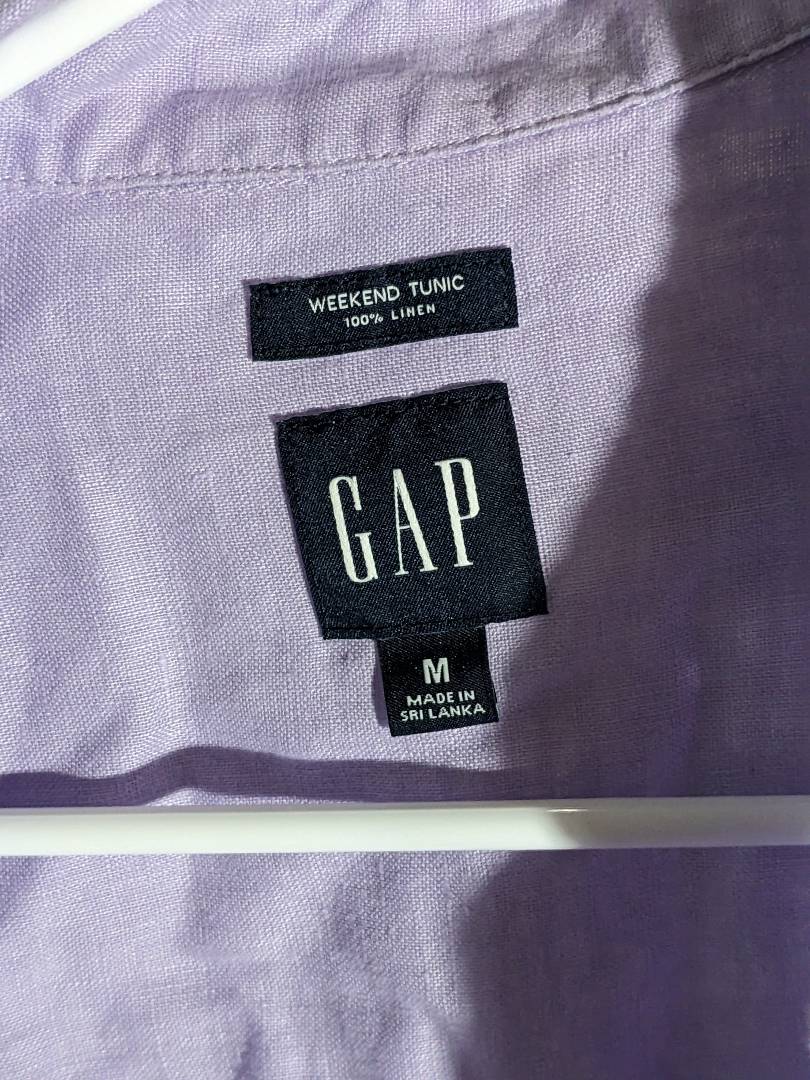 WEEKEND TUNIC
100% LINEN
GAP
M
MADE IN
SRI LANKA